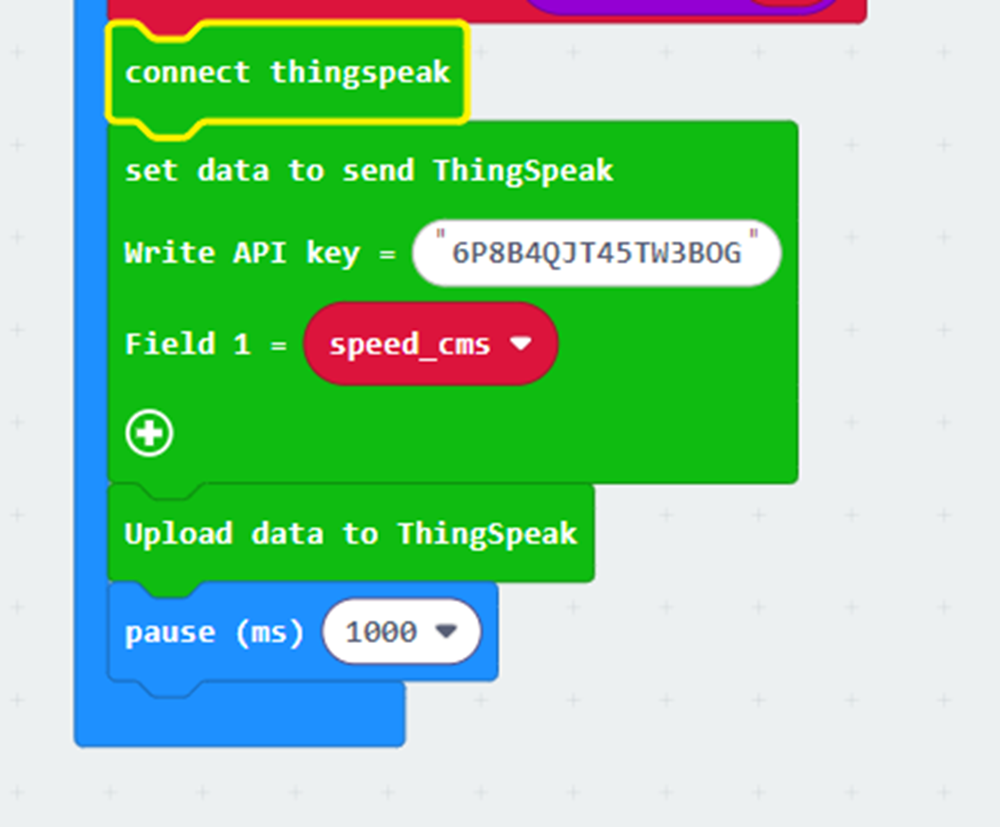 connect thingspeak
set data to send ThingSpeak
Write API key = "6P8B4QJT45TW3BOG"
Field 1 = speed_cms
Upload data to ThingSpeak
pause (ms) 1000